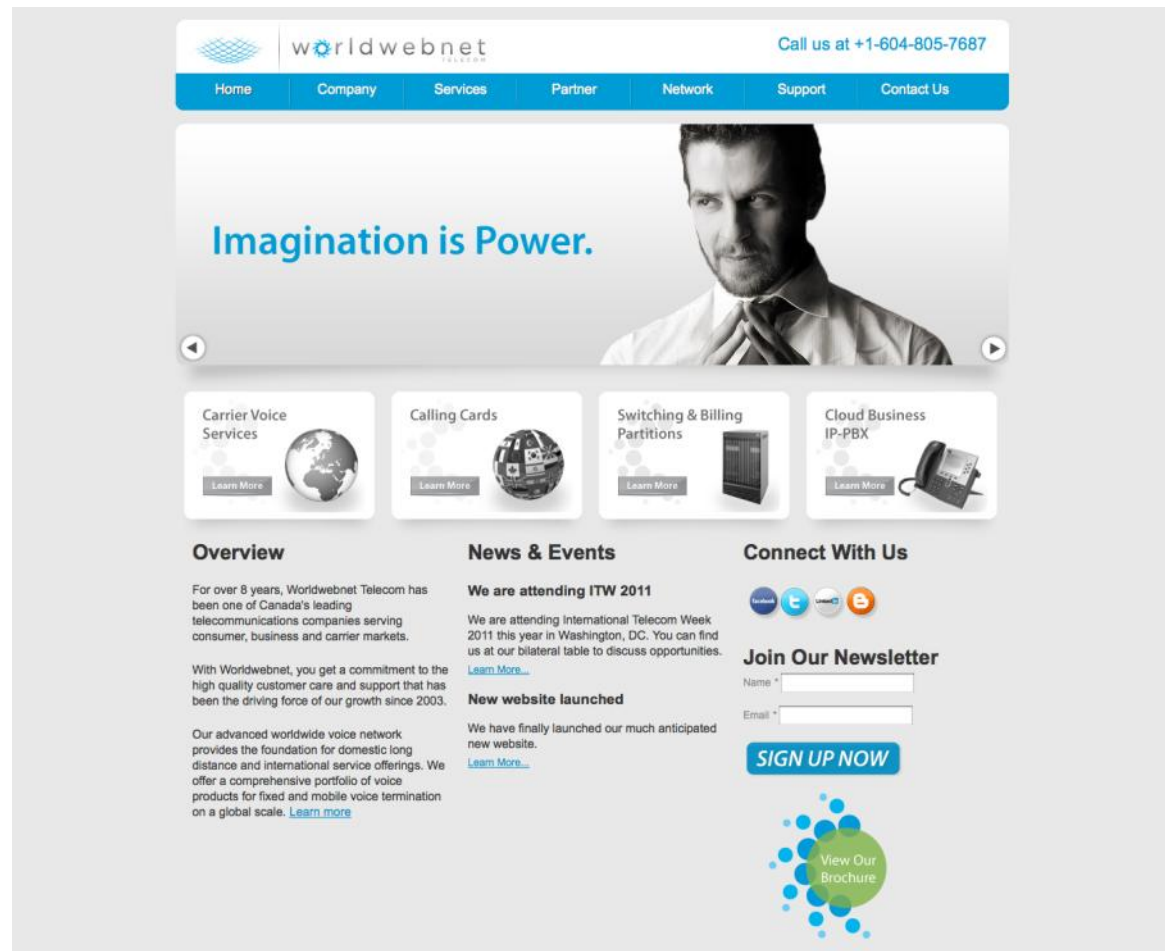 worldwebnet
TELECOM
Call us at +1-604-805-7687
Home Company Services Partner Network Support Contact Us
Imagination is Power.
Carrier Voice
Services
Learn More
Calling Cards
Learn More
Switching & Billing
Partitions
Learn More
Cloud Business
IP-PBX
Learn More
Overview
For over 8 years, Worldwebnet Telecom has
been one of Canada's leading
telecommunications companies serving
consumer, business and carrier markets.
With Worldwebnet, you get a commitment to the
high quality customer care and support that has
been the driving force of our growth since 2003.
Our advanced worldwide voice network
provides the foundation for domestic long
distance and international service offerings. We
offer a comprehensive portfolio of voice
products for fixed and mobile voice termination
on a global scale. Learn more
News & Events
We are attending ITW 2011
We are attending International Telecom Week
2011 this year in Washington, DC. You can find
us at our bilateral table to discuss opportunities.
Learn More...
New website launched
We have finally launched our much anticipated
new website.
Learn More...
Connect With Us
facebook
LinkedIn
Join Our Newsletter
Name *
Email *
SIGN UP NOW
View Our
Brochure